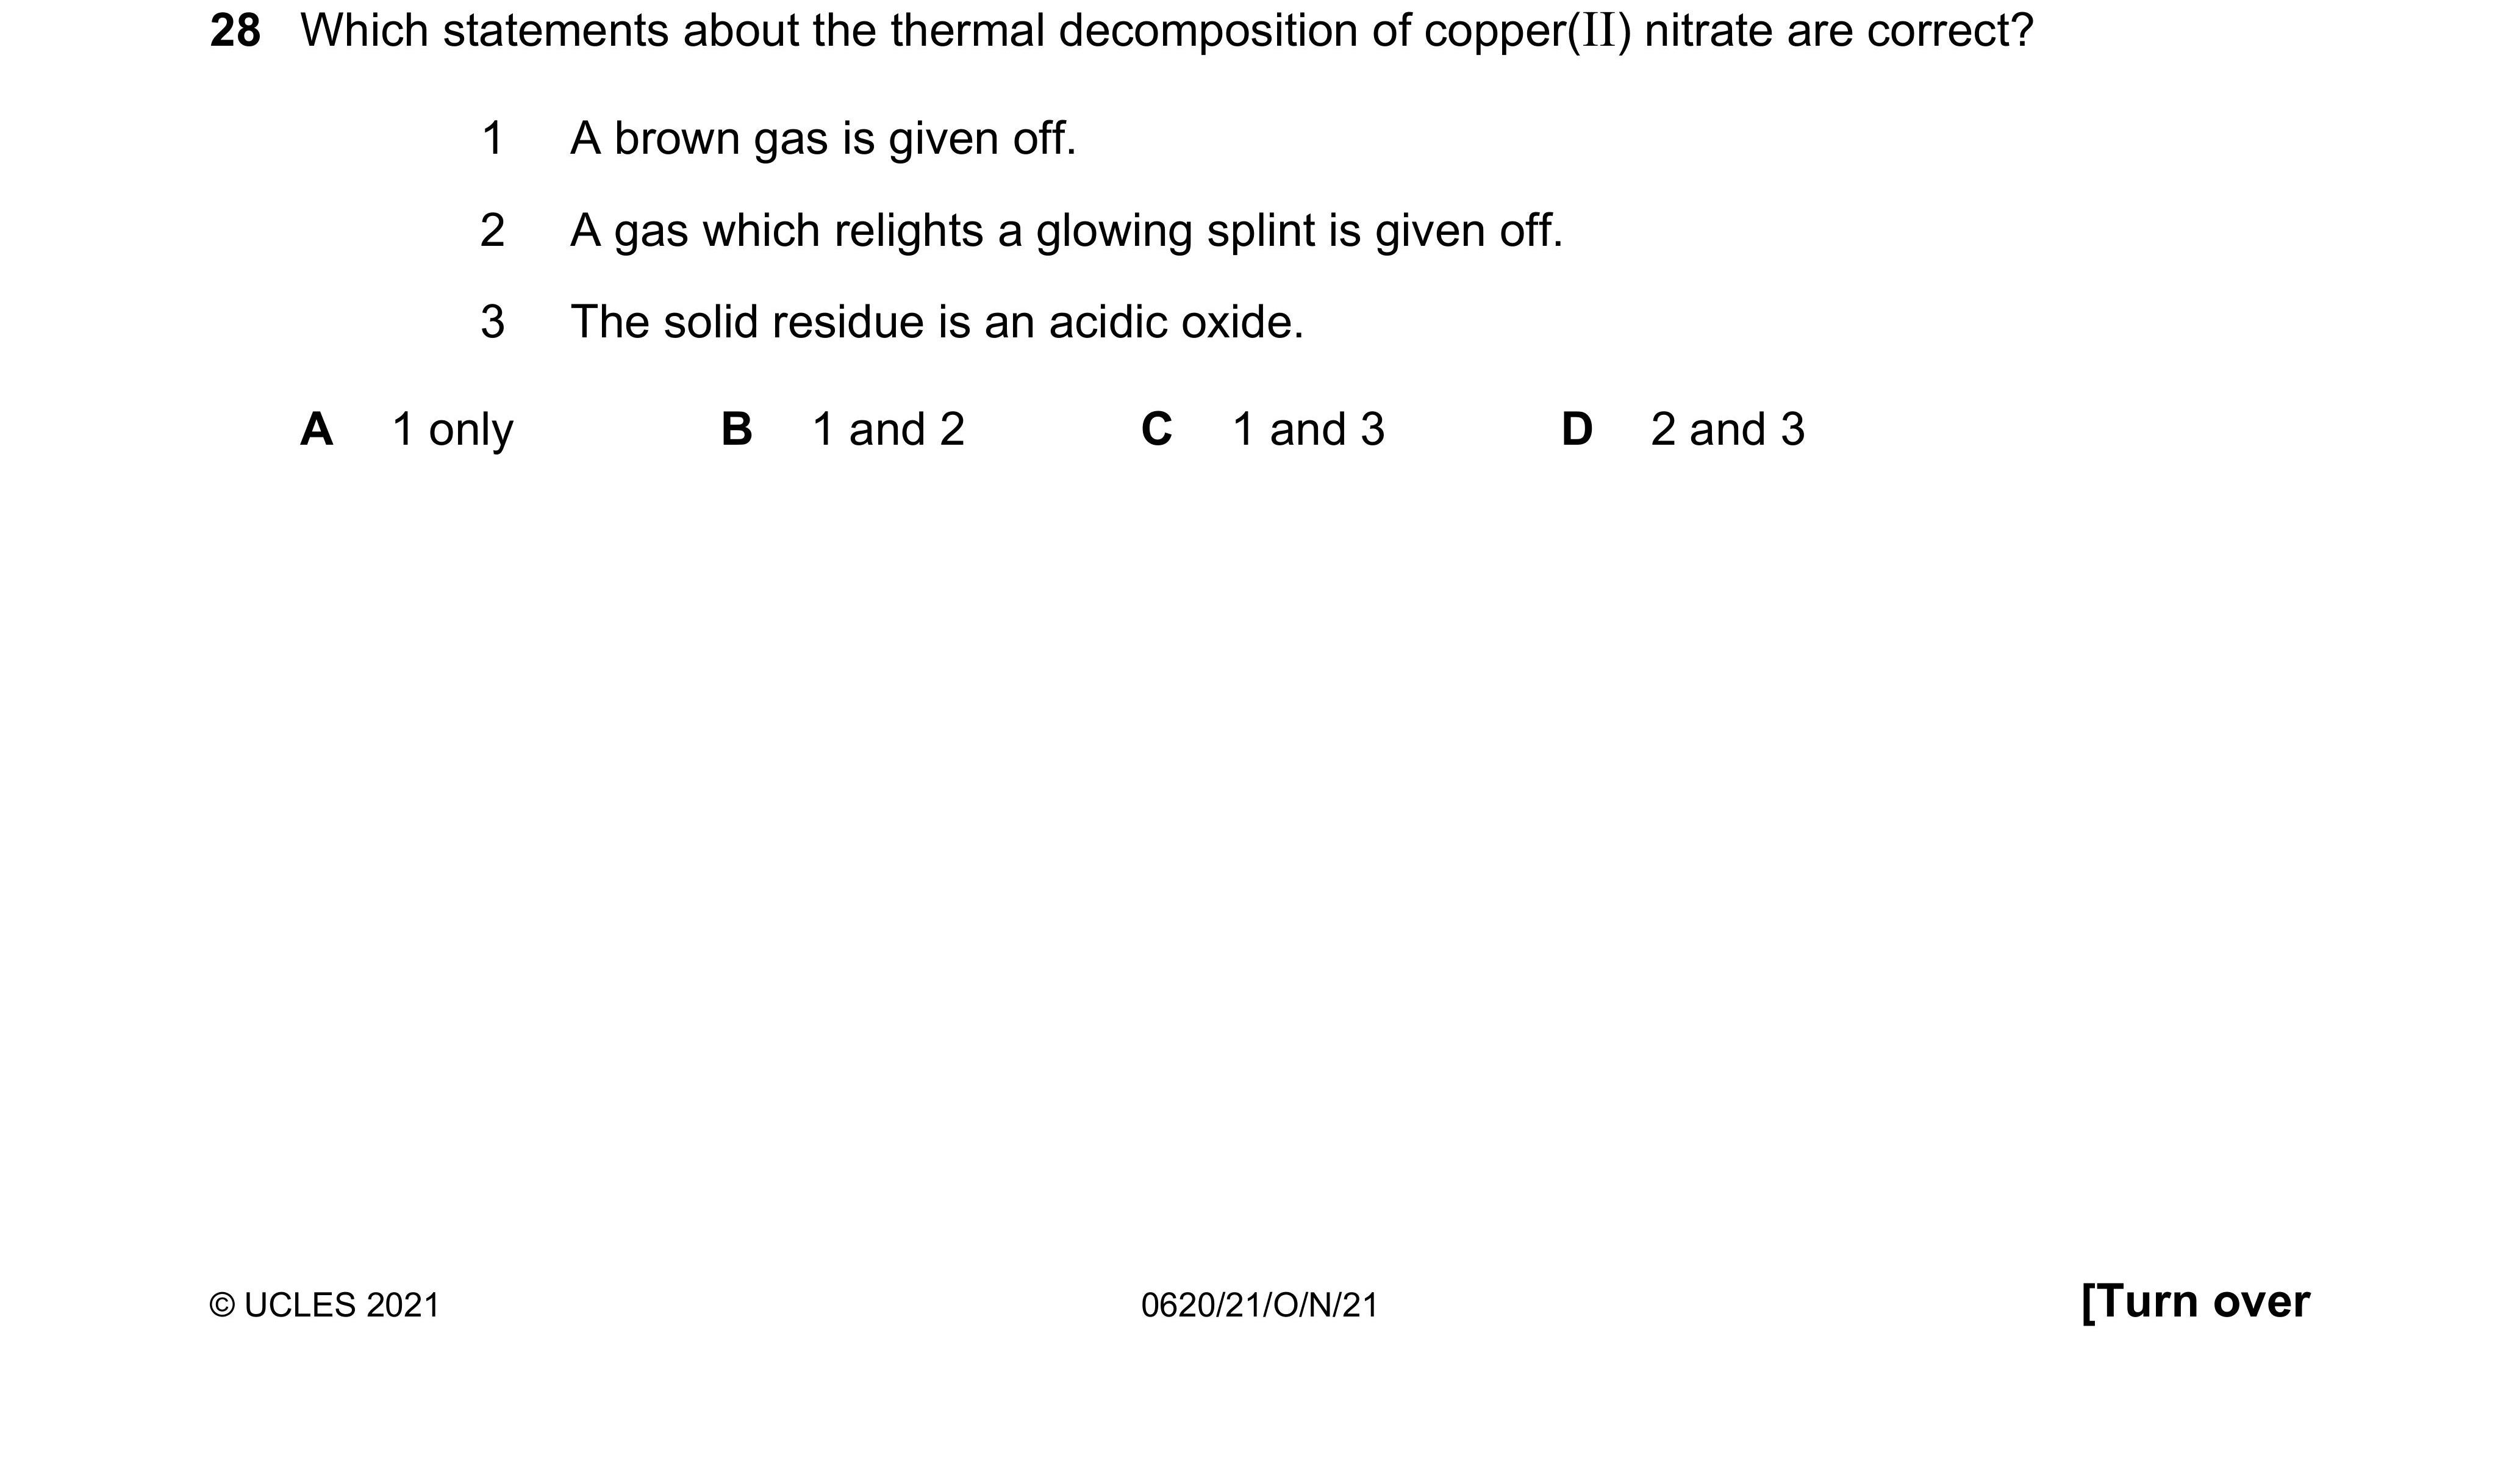 28 Which statements about the thermal decomposition of copper(II) nitrate are correct?
1 A brown gas is given off.
2 A gas which relights a glowing splint is given off.
3 The solid residue is an acidic oxide.
A 1 only B 1 and 2 C 1 and 3 D 2 and 3
© UCLES 2021 0620/21/O/N/21 [Turn over